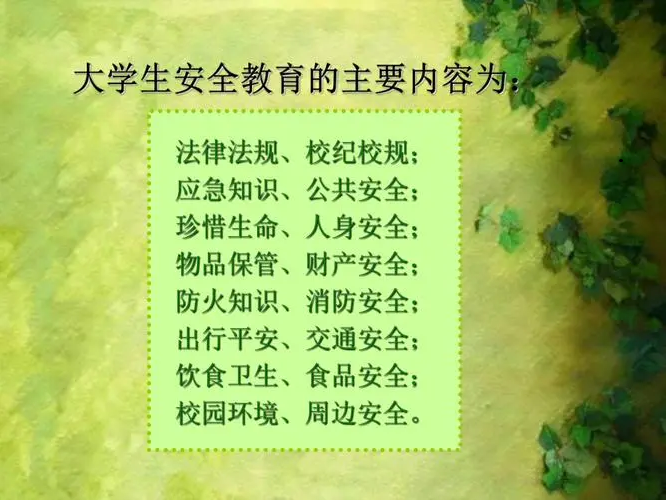 大学生安全教育的主要内容为：
法律法规、校纪校规；
应急知识、公共安全；
珍惜生命、人身安全；
物品保管、财产安全；
防火知识、消防安全；
出行平安、交通安全；
饮食卫生、食品安全；
校园环境、周边安全。